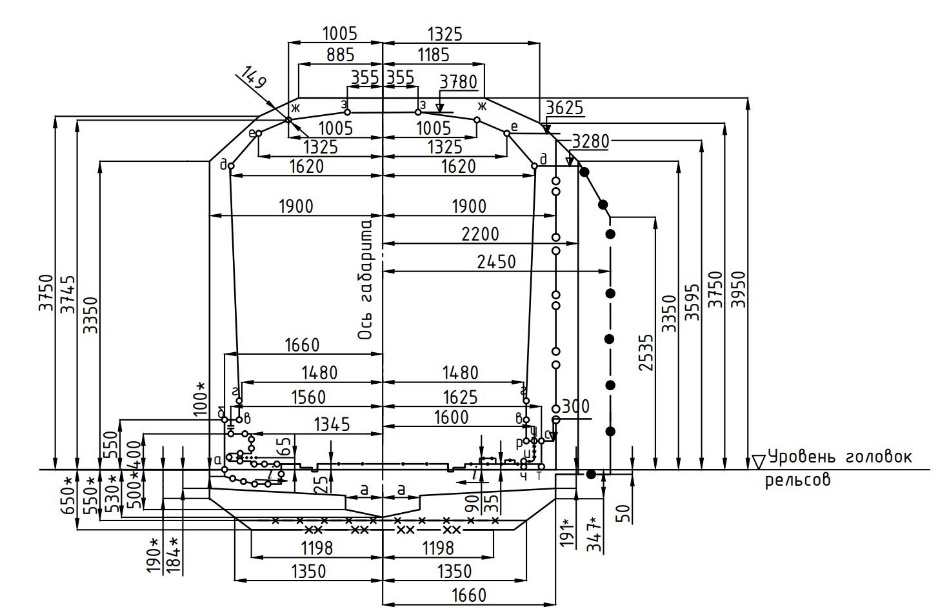 1005 1325
885 1185
149 355 355 3780
ж з з ж 3625
е 1005 1005 е 3280
1325 1325
д 1620 1620 д
1900 1900
2200
2450
Ось габарита
3750 3745 3350
2535 3350 3595 3750 3950
1660
1480 1480
100* г г
б в 1560 1625 в 300
1345 1600
550 400 65 р с
а и
Уровень головок
рельсов
25 а а 90 35 ч т 50
650* 550* 530* 500*
190* 184* 191* 347*
1198 1198
1350 1350
1660